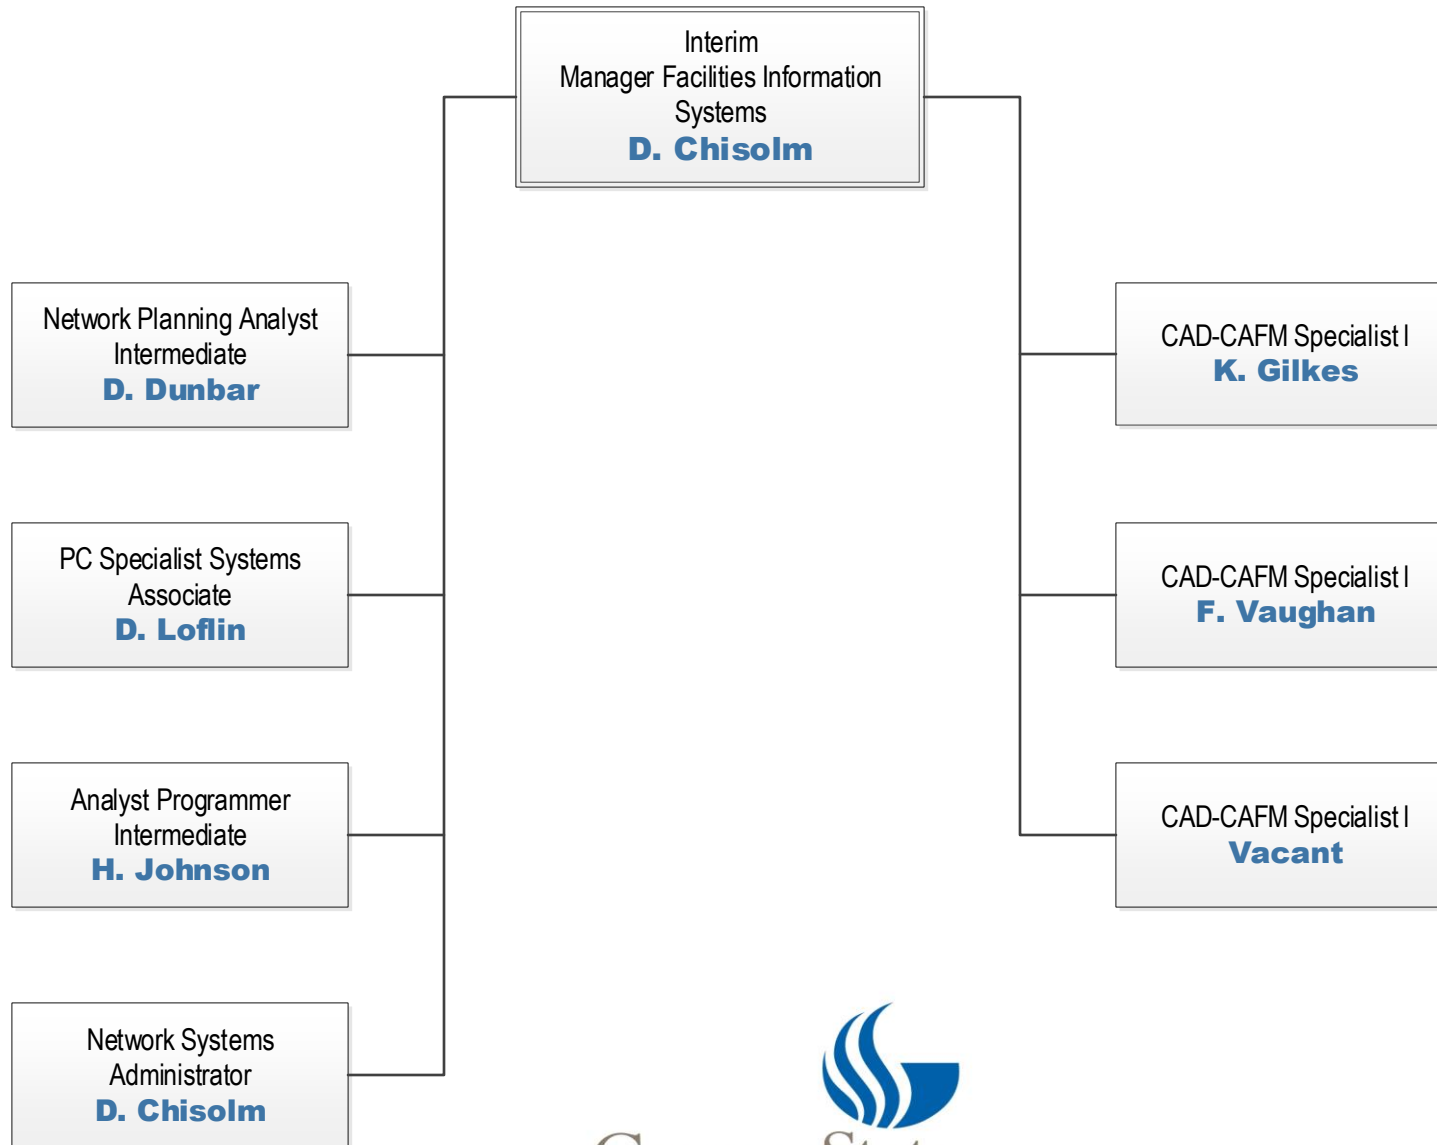 Interim
Manager Facilities Information
Systems
D. Chisolm
Network Planning Analyst
Intermediate
D. Dunbar
PC Specialist Systems
Associate
D. Loflin
Analyst Programmer
Intermediate
H. Johnson
Network Systems
Administrator
D. Chisolm
CAD-CAFM Specialist I
K. Gilkes
CAD-CAFM Specialist I
F. Vaughan
CAD-CAFM Specialist I
Vacant